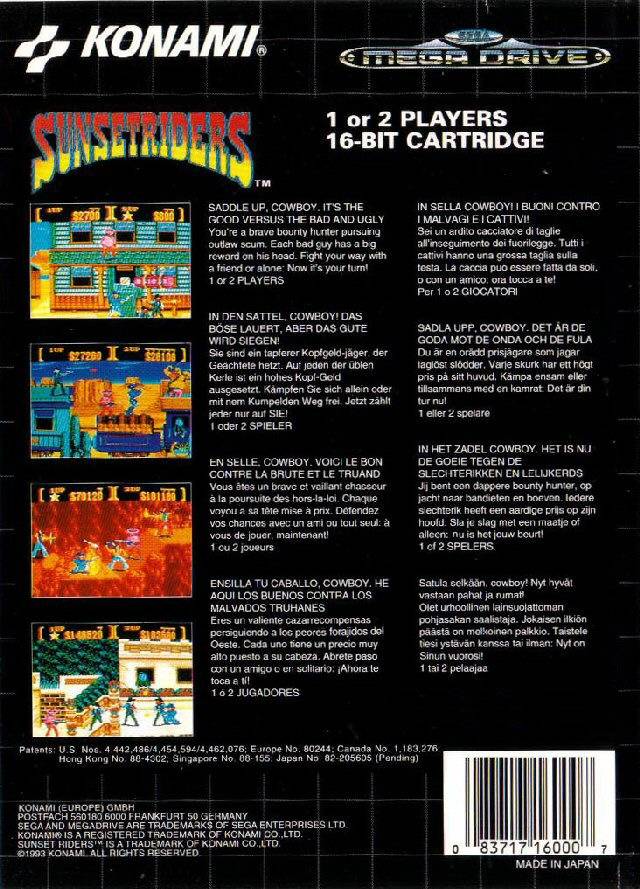 KONAMI®
SEGA
MEGA DRIVE
SUNSETRIDERS
TM
1 or 2 PLAYERS
16-BIT CARTRIDGE
SADDLE UP, COWBOY. IT'S THE
GOOD VERSUS THE BAD AND UGLY
You're a brave bounty hunter pursuing
outlaw scum. Each bad guy has a big
reward on his head. Fight your way with
a friend or alone: Now it's your turn!
1 or 2 PLAYERS
IN DEN SATTEL, COWBOY! DAS
BÖSE LAUERT, ABER DAS GUTE
WIRD SIEGEN!
Sie sind ein tapferer Kopfgeld-jäger, der
Geachtete hetzt. Auf jeden der üblen
Kerle ist ein hohes Kopf-Geld
ausgesetzt. Kämpfen Sie sich allein oder
mit nem Kumpelden Weg frei. Jetzt zählt
jeder nur auf SIE!
1 oder 2 SPIELER
EN SELLE, COWBOY. VOICI LE BON
CONTRE LA BRUTE ET LE TRUAND
Vous êtes un brave et vaillant chasseur
à la poursuite des hors-la-loi. Chaque
voyou a sa tête mise à prix. Défendez
vos chances avec un ami ou tout seul: à
vous de jouer, maintenant!
1 ou 2 joueurs
ENSILLA TU CABALLO, COWBOY. HE
AQUI LOS BUENOS CONTRA LOS
MALVADOS TRUHANES
Eres un valiente cazarrecompensas
persiguiendo a los peores forajidos del
Oeste. Cada uno tiene un precio muy
alto puesto a su cabeza. Abrete paso
con un amigo o en solitario: ¡Ahora te
toca a tí!
1 ó 2 JUGADORES
IN SELLA COWBOY! I BUONI CONTRO
I MALVAGI E I CATTIVI!
Sei un ardito cacciatore di taglie
all'inseguimento dei fuorilegge. Tutti i
cattivi hanno una grossa taglia sulla
testa. La caccia può essere fatta da soli,
o con un amico: ora tocca a te!
Per 1 o 2 GIOCATORI
SADLA UPP, COWBOY. DET ÄR DE
GODA MOT DE ONDA OCH DE FULA
Du är en orädd prisjägare som jagar
laglöst slödder. Varje skurk har ett högt
pris på sitt huvud. Kämpa ensam eller
tillsammans med en kamrat: Det är din
tur nu!
1 eller 2 spelare
IN HET ZADEL COWBOY. HET IS NU
DE GOEIE TEGEN DE
SLECHTERIKKEN EN LELIJKERDS
Jij bent een dappere bounty hunter, op
jacht naar bandieten en boeven. Iedere
slechterik heeft een aardige prijs op zijn
hoofd. Sla je slag met een maatje of
alleen: nu is het jouw beurt!
1 of 2 SPELERS.
Satula selkään, cowboy! Nyt hyvät
vastaan pahat ja rumat!
Olet urhoollinen lainsuojattoman
pohjasakan saalistaja. Jokaisen ilkiön
päästä on melkoinen palkkio. Taistele
tiesi ystävän kanssa tai ilman: Nyt on
Sinun vuorosi!
1 tai 2 pelaajaa
1UP $2700 $800
1UP $27200 $26100
1UP $70120 $101100
1UP $148820
Patents: U.S. Nos. 4,442,486/4,454,594/4,462,076; Europe No. 80244; Canada No. 1,183,276
Hong Kong No. 88-4302; Singapore No. 88-155; Japan No. 82-205605 (Pending)
KONAMI (EUROPE) GMBH
POSTFACH 560180 6000 FRANKFURT 50 GERMANY
SEGA AND MEGADRIVE ARE TRADEMARKS OF SEGA ENTERPRISES LTD.
KONAMI® IS A REGISTERED TRADEMARK OF KONAMI CO., LTD.
SUNSET RIDERS™ IS A TRADEMARK OF KONAMI CO., LTD.
©1993 KONAMI. ALL RIGHTS RESERVED.
0 83717 16000 7
MADE IN JAPAN